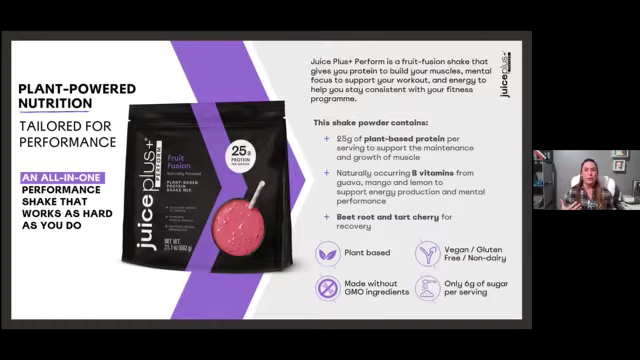 PLANT-POWERED
NUTRITION
TAILORED FOR
PERFORMANCE
AN ALL-IN-ONE
PERFORMANCE
SHAKE THAT
WORKS AS HARD
AS YOU DO
juice plus+
PERFORM
Fruit
Fusion
25g
PROTEIN
PLANT-BASED
PROTEIN
SHAKE MIX
NET WT.
21.1 oz
Juice Plus+ Perform is a fruit-fusion shake that
gives you protein to build your muscles, mental
focus to support your workout, and energy to
help you stay consistent with your fitness
programme.
juice plus+
This shake powder contains:
+ 25g of plant-based protein per
serving to support the maintenance
and growth of muscle
+ Naturally occurring B vitamins from
guava, mango and lemon to
support energy production and mental
performance
+ Beet root and tart cherry for
recovery
Plant based
Vegan / Gluten
Free / Non-dairy
Made without
GMO ingredients
Only 6g of sugar
per serving